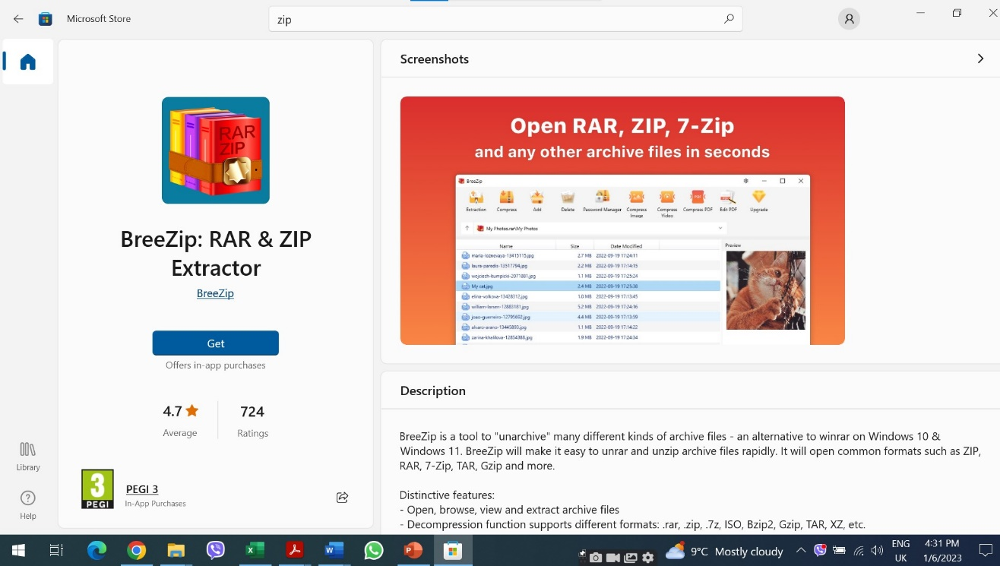 Microsoft Store
zip
Screenshots
RAR
ZIP
BreeZip: RAR & ZIP
Extractor
BreeZip
Get
Offers in-app purchases
4.7
724
Average
Ratings
3
PEGI
PEGI 3
In-App Purchases
Library
Help
Open RAR, ZIP, 7-Zip
and any other archive files in seconds
BreeZip
Extraction Compress Add Delete Password Manager Compress Image Compress Video Compress PDF Edit PDF Upgrade
My Photos.rar\My Photos
Name Size Date Modified Preview
maria-loznevaya-13415115.jpg 2.7 MB 2022-09-19 17:24:11
laura-paredis-13517794.jpg 2.2 MB 2022-09-19 17:14:15
wojciech-kumpicki-2071881.jpg 1.1 MB 2022-09-19 17:25:24
My cat.jpg 2.4 MB 2022-09-19 17:25:38
elina-volkova-13428312.jpg 1.0 MB 2022-09-19 17:13:45
william-larsen-12883181.jpg 5.2 MB 2022-09-19 17:24:16
joao-guerreiro-12795692.jpg 4.4 MB 2022-09-19 17:13:59
alvaro-arano-13445893.jpg 1.1 MB 2022-09-19 17:14:22
zarina-khalilova-12854388.jpg 1.9 MB 2022-09-19 17:24:34
Description
BreeZip is a tool to "unarchive" many different kinds of archive files - an alternative to winrar on Windows 10 &
Windows 11. BreeZip will make it easy to unrar and unzip archive files rapidly. It will open common formats such as ZIP,
RAR, 7-Zip, TAR, Gzip and more.
Distinctive features:
- Open, browse, view and extract archive files
- Decompression function supports different formats: .rar, .zip, .7z, ISO, Bzip2, Gzip, TAR, XZ, etc.
9°C Mostly cloudy
ENG
UK
4:31 PM
1/6/2023